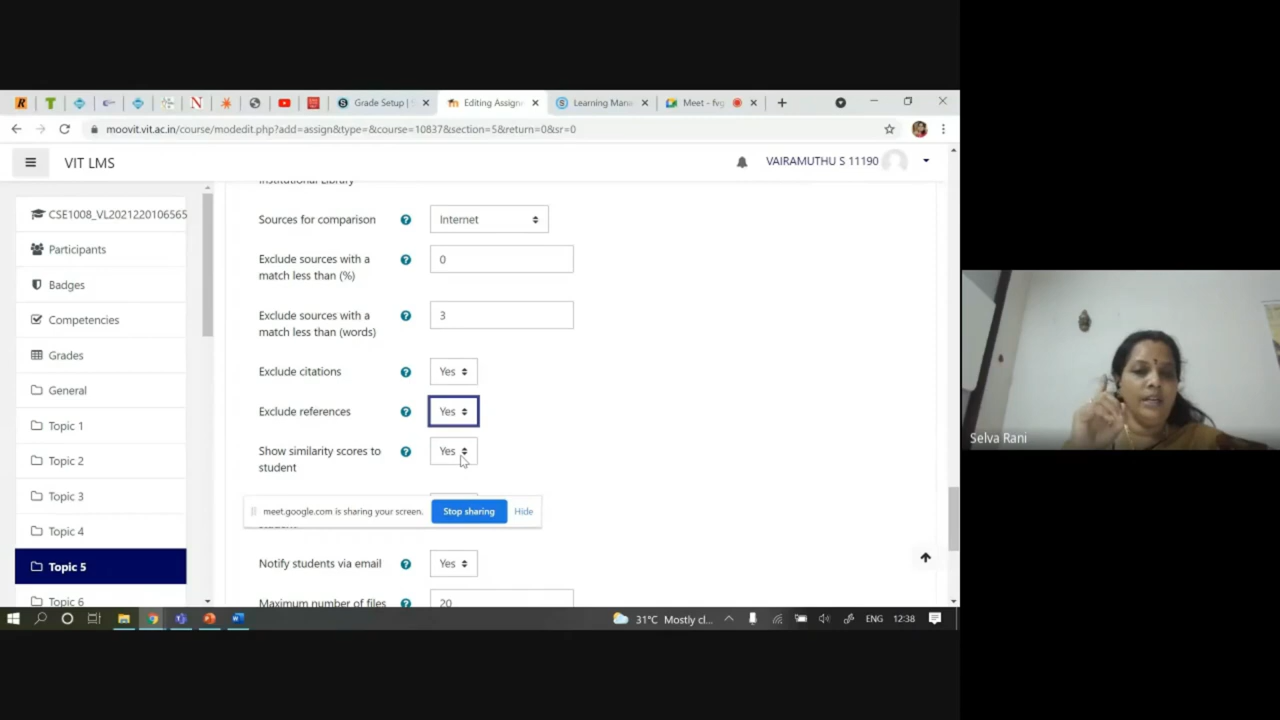 Grade Setup |
Editing Assign
Learning Mana
Meet - fvg
moovit.vit.ac.in/course/modedit.php?add=assign&type=&course=10837&section=5&return=0&sr=0
VIT LMS
VAIRAMUTHU S 11190
CSE1008_VL2021220106565
Participants
Badges
Competencies
Grades
General
Topic 1
Topic 2
Topic 3
Topic 4
Topic 5
Topic 6
Institutional Library
Sources for comparison
Internet
Exclude sources with a
match less than (%)
0
Exclude sources with a
match less than (words)
3
Exclude citations
Yes
Exclude references
Yes
Show similarity scores to
student
Yes
meet.google.com is sharing your screen.
Stop sharing
Hide
Notify students via email
Yes
Maximum number of files
20
31°C Mostly cl...
ENG
12:38
Selva Rani